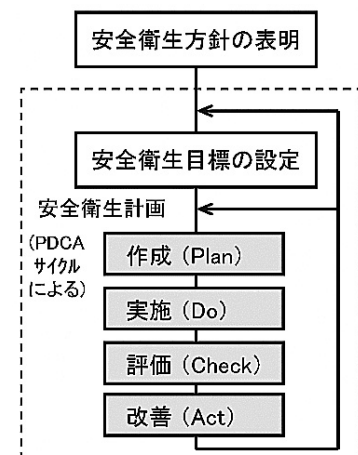 安全衛生方針の表明
安全衛生目標の設定
安全衛生計画
(PDCA
ｻｲｸﾙ
による)
作成 (Plan)
実施 (Do)
評価 (Check)
改善 (Act)